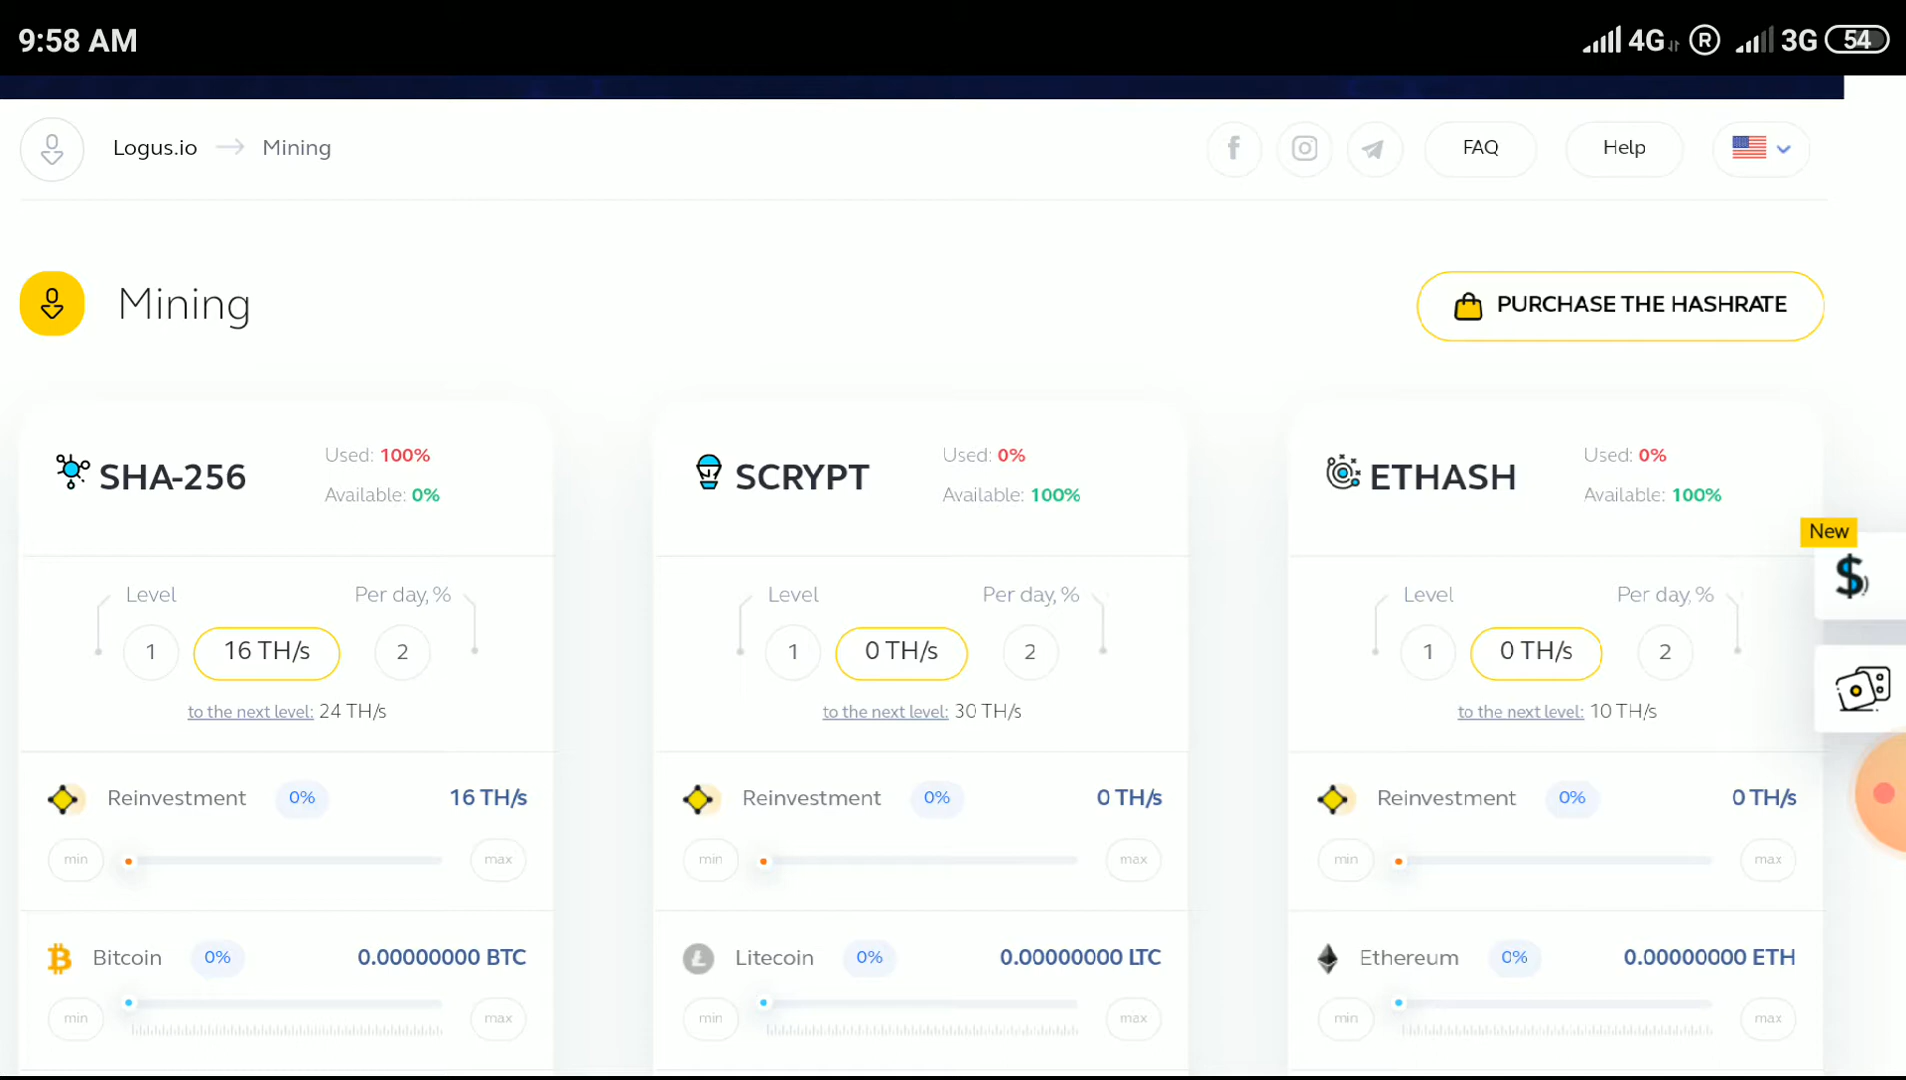 9:58 AM 4G R 3G 54
Logus.io Mining FAQ Help
Mining PURCHASE THE HASHRATE
SHA-256
Used: 100%
Available: 0%
Level Per day, %
1 16 TH/s 2
to the next level: 24 TH/s
Reinvestment 0% 16 TH/s
min max
Bitcoin 0% 0.00000000 BTC
min max
SCRYPT
Used: 0%
Available: 100%
Level Per day, %
1 0 TH/s 2
to the next level: 30 TH/s
Reinvestment 0% 0 TH/s
min max
Litecoin 0% 0.00000000 LTC
min max
ETHASH
Used: 0%
Available: 100%
Level Per day, %
1 0 TH/s 2
to the next level: 10 TH/s
Reinvestment 0% 0 TH/s
min max
Ethereum 0% 0.00000000 ETH
min max
New
$